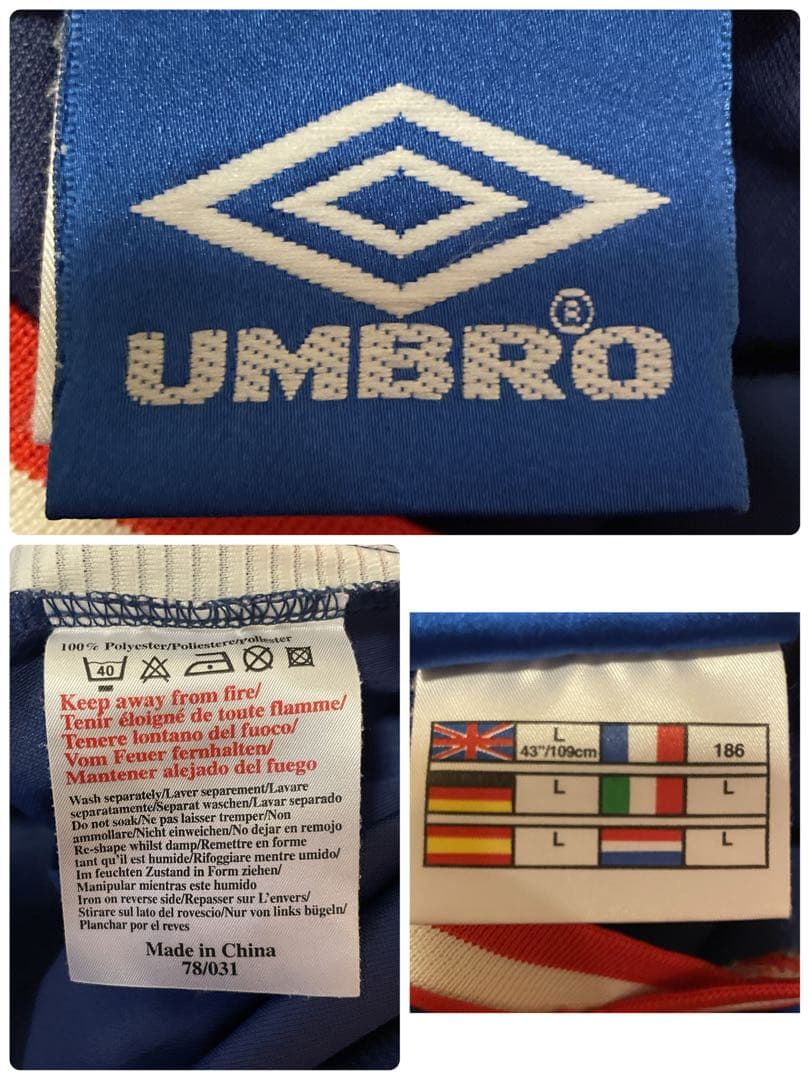 UMBRO®
100% Polyester/Poliestere/Poliester
40
Keep away from fire/
Tenir éloigné de toute flamme/
Tenere lontano del fuoco/
Vom Feuer fernhalten/
Mantener alejado del fuego
Wash separately/Laver separement/Lavare
separatamente/Separat waschen/Lavar separado
Do not soak/Ne pas laisser tremper/Non
ammollare/Nicht einweichen/No dejar en remojo
Re-shape whilst damp/Remettre en forme
tant qu'il est humide/Rifoggiare mentre umido/
Im feuchten Zustand in Form ziehen/
Manipular mientras este humido
Iron on reverse side/Repasser sur L'envers/
Stirare sul lato del rovescio/Nur von links bügeln/
Planchar por el reves
Made in China
78/031
L
43"/109cm
186
L
L
L
L